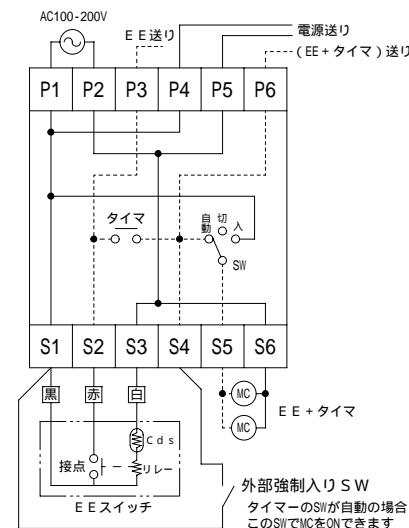 AC100-200V
EE送り
電源送り
(EE+タイマ)送り
P1 P2 P3 P4 P5 P6
タイマ
自動 切 入
SW
S1 S2 S3 S4 S5 S6
黒 赤 白
MC
MC
EE+タイマ
Cds
接点
リレー
EEスイッチ
外部強制入りSW
タイマーのSWが自動の場合
このSWでMCをONできます